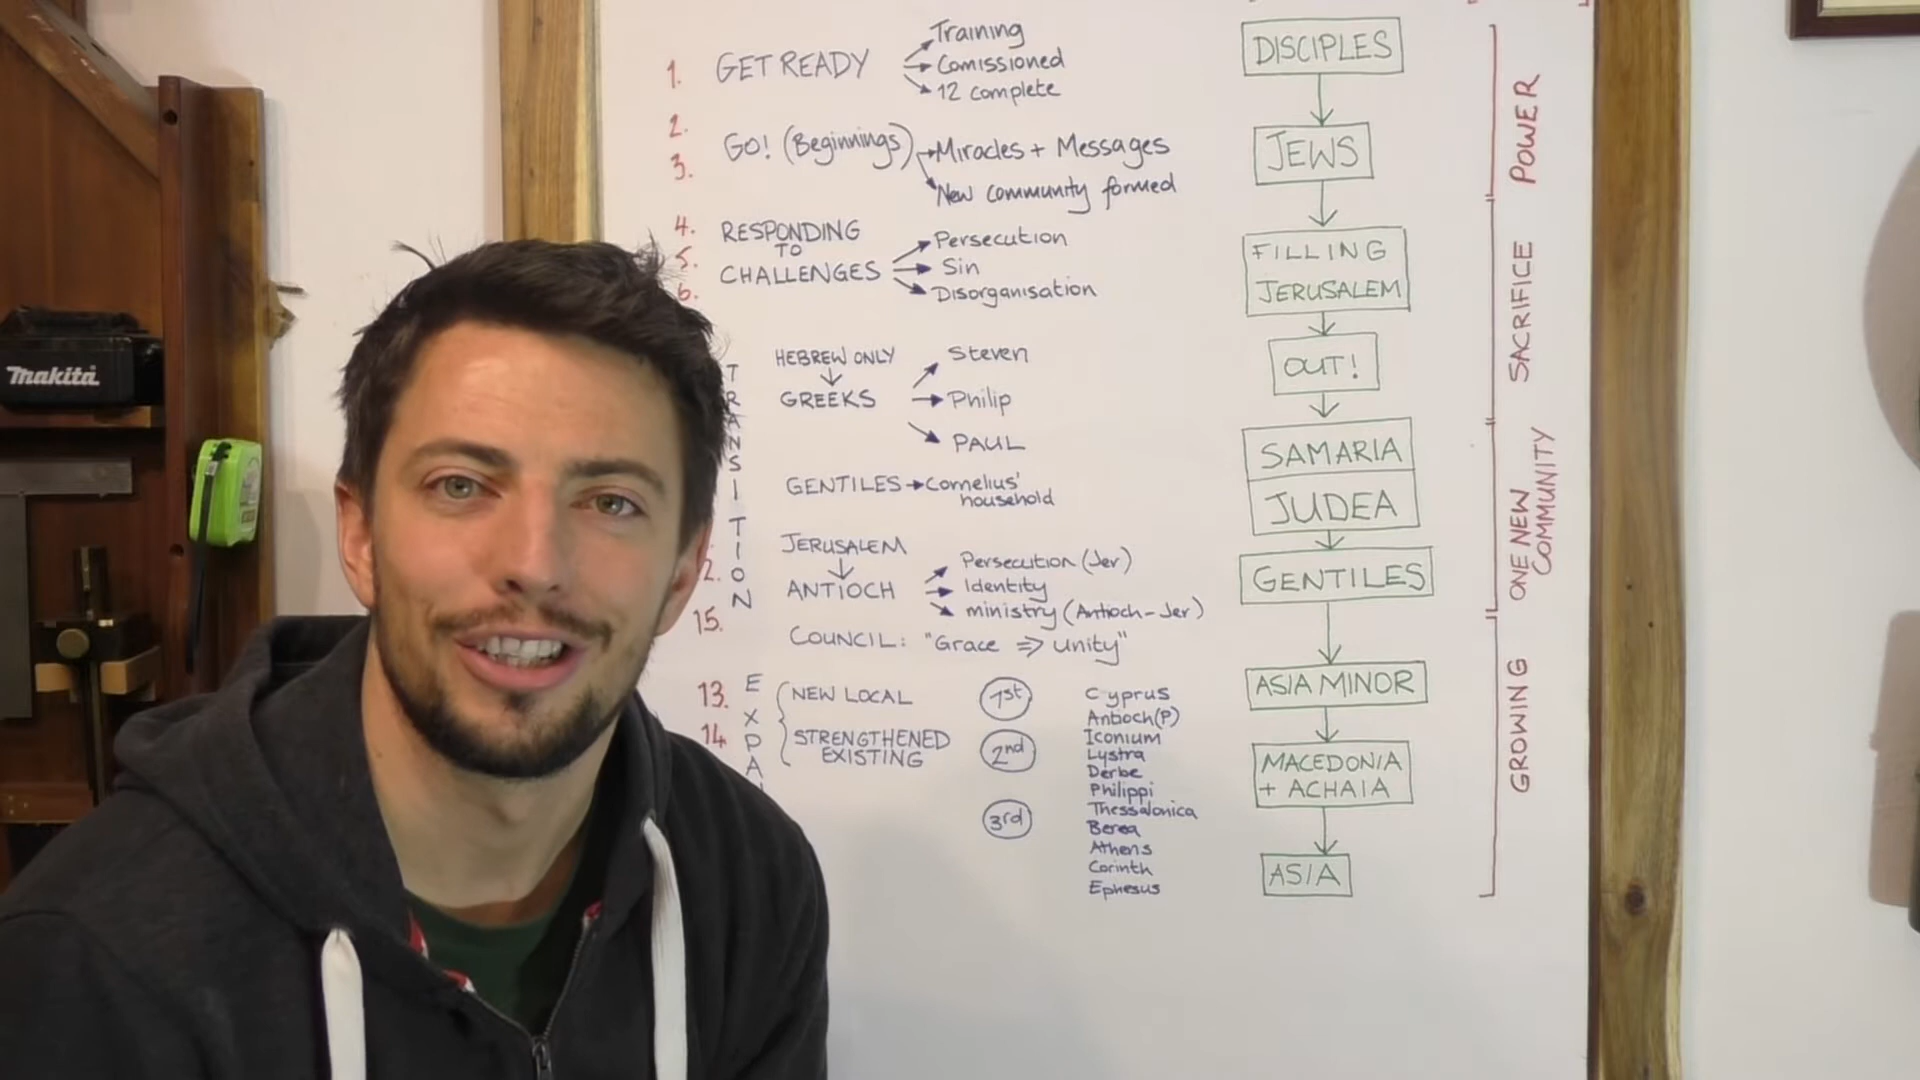 1. GET READY
Training
Comissioned
12 complete
2.
3.
GO! (Beginnings)
Miracles + Messages
New community formed
4.
5.
6.
RESPONDING
TO
CHALLENGES
Persecution
Sin
Disorganisation
TRANSITION
HEBREW ONLY
GREEKS
Steven
Philip
PAUL
GENTILES
Cornelius'
household
JERUSALEM
ANTIOCH
Persecution (Jer)
Identity
ministry (Antioch-Jer)
2.
15.
COUNCIL: "Grace => unity"
13.
14
EXPA
NEW LOCAL
STRENGTHENED
EXISTING
1st
2nd
3rd
Cyprus
Antioch(P)
Iconium
Lystra
Derbe
Philippi
Thessalonica
Berea
Athens
Corinth
Ephesus
DISCIPLES
JEWS
FILLING
JERUSALEM
OUT!
SAMARIA
JUDEA
GENTILES
ASIA MINOR
MACEDONIA
+ ACHAIA
ASIA
POWER
SACRIFICE
ONE NEW
COMMUNITY
GROWING
makita